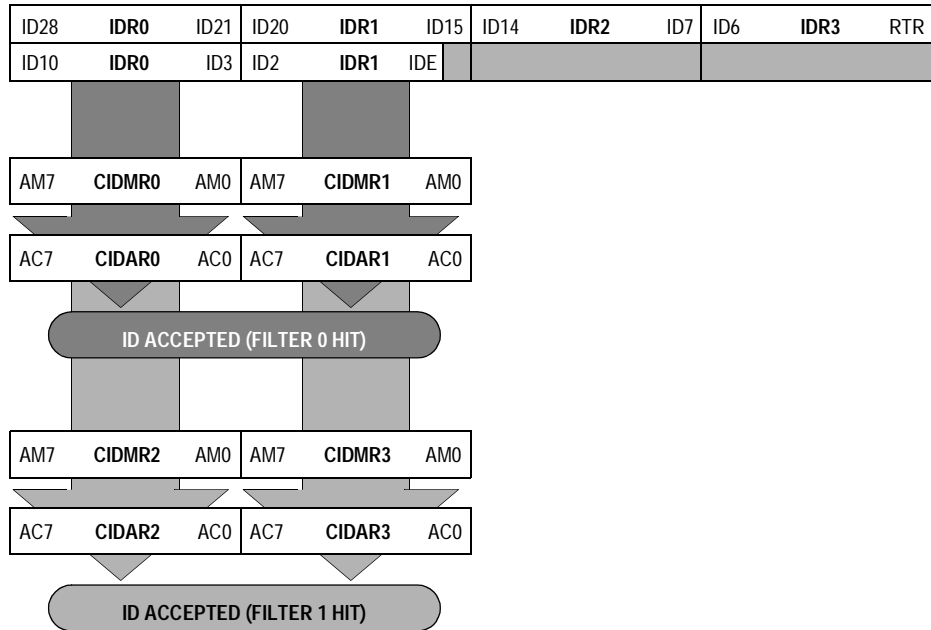 ID28 IDR0 ID21 ID20 IDR1 ID15 ID14 IDR2 ID7 ID6 IDR3 RTR
ID10 IDR0 ID3 ID2 IDR1 IDE
AM7 CIDMR0 AM0 AM7 CIDMR1 AM0
AC7 CIDAR0 AC0 AC7 CIDAR1 AC0
ID ACCEPTED (FILTER 0 HIT)
AM7 CIDMR2 AM0 AM7 CIDMR3 AM0
AC7 CIDAR2 AC0 AC7 CIDAR3 AC0
ID ACCEPTED (FILTER 1 HIT)